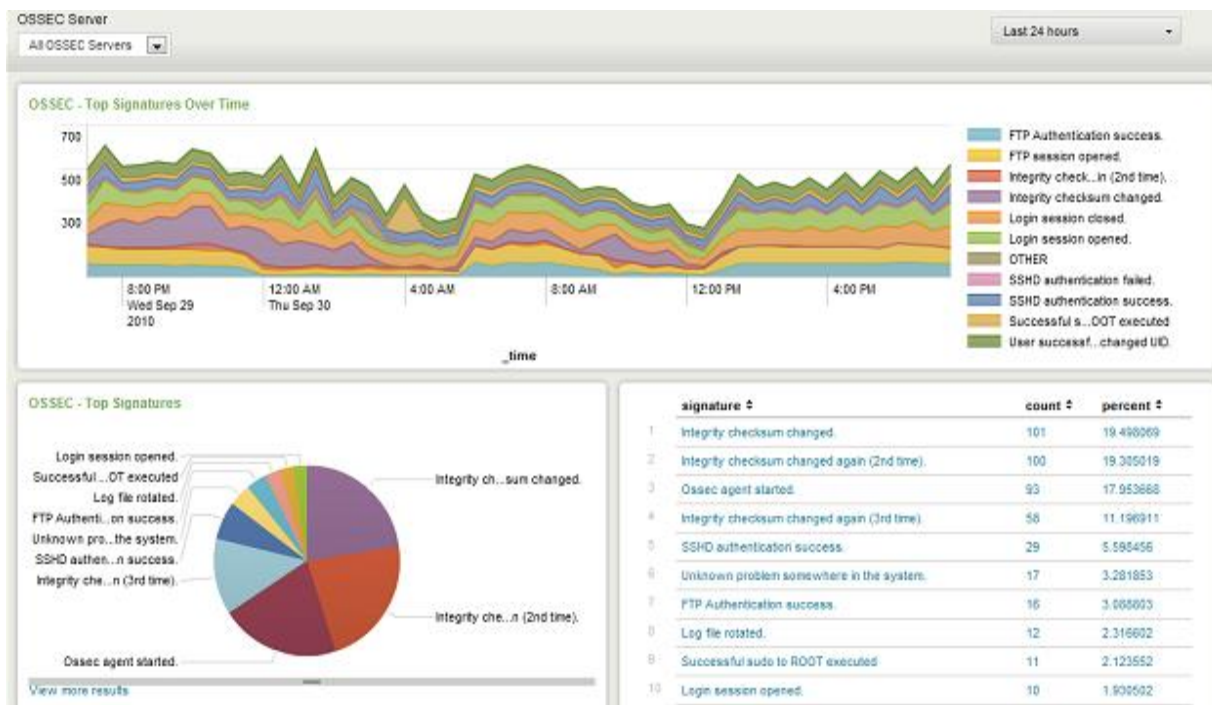 OSSEC Server
All OSSEC Servers
Last 24 hours
OSSEC - Top Signatures Over Time
700
500
300
8:00 PM
Wed Sep 29
2010
12:00 AM
Thu Sep 30
4:00 AM
8:00 AM
12:00 PM
4:00 PM
_time
FTP Authentication success.
FTP session opened.
Integrity check...in (2nd time).
Integrity checksum changed.
Login session closed.
Login session opened.
OTHER
SSHD authentication failed.
SSHD authentication success.
Successful s...OOT executed
User successf...changed UID.
OSSEC - Top Signatures
Login session opened.
Successful ...OT executed
Log file rotated.
FTP Authenti...on success.
Unknown pro...the system.
SSHD authen...n success.
Integrity che...n (3rd time).
Ossec agent started.
Integrity ch...sum changed.
Integrity che...n (2nd time).
View more results
signature count percent
1 Integrity checksum changed. 101 19.498069
2 Integrity checksum changed again (2nd time). 100 19.305019
3 Ossec agent started. 93 17.953668
4 Integrity checksum changed again (3rd time) 58 11.196911
5 SSHD authentication success. 29 5.598456
6 Unknown problem somewhere in the system. 17 3.281853
7 FTP Authentication success. 16 3.088803
8 Log file rotated. 12 2.316602
9 Successful sudo to ROOT executed 11 2.123552
10 Login session opened. 10 1.930502